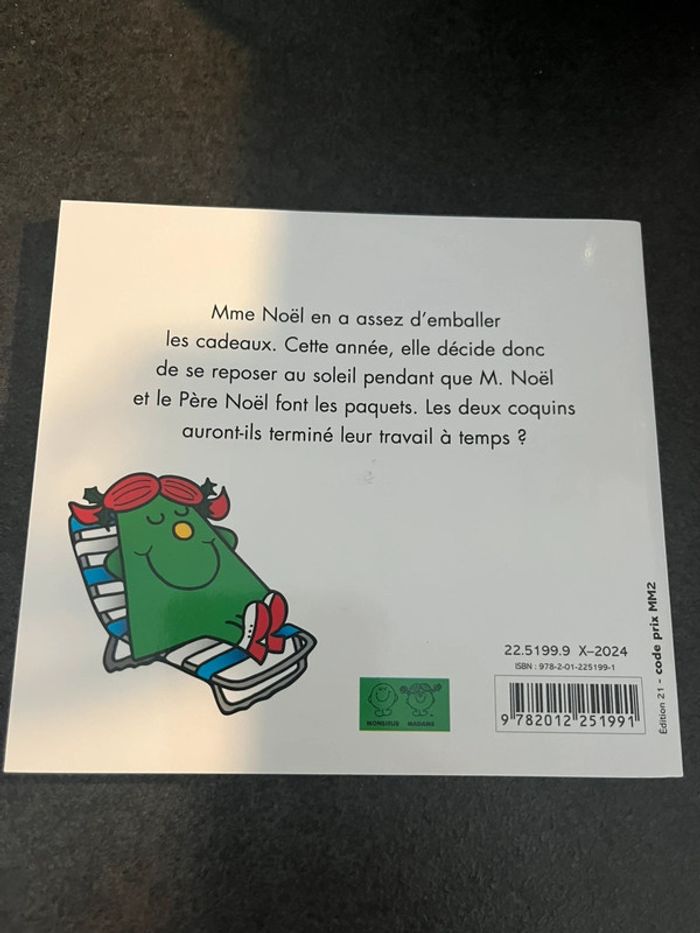 Mme Noël en a assez d'emballer
les cadeaux. Cette année, elle décide donc
de se reposer au soleil pendant que M. Noël
et le Père Noël font les paquets. Les deux coquins
auront-ils terminé leur travail à temps ?
22.5199.9 X–2024
ISBN : 978-2-01-225199-1
9 782012 251991
Édition 21 - code prix MM2
MONSIEUR MADAME